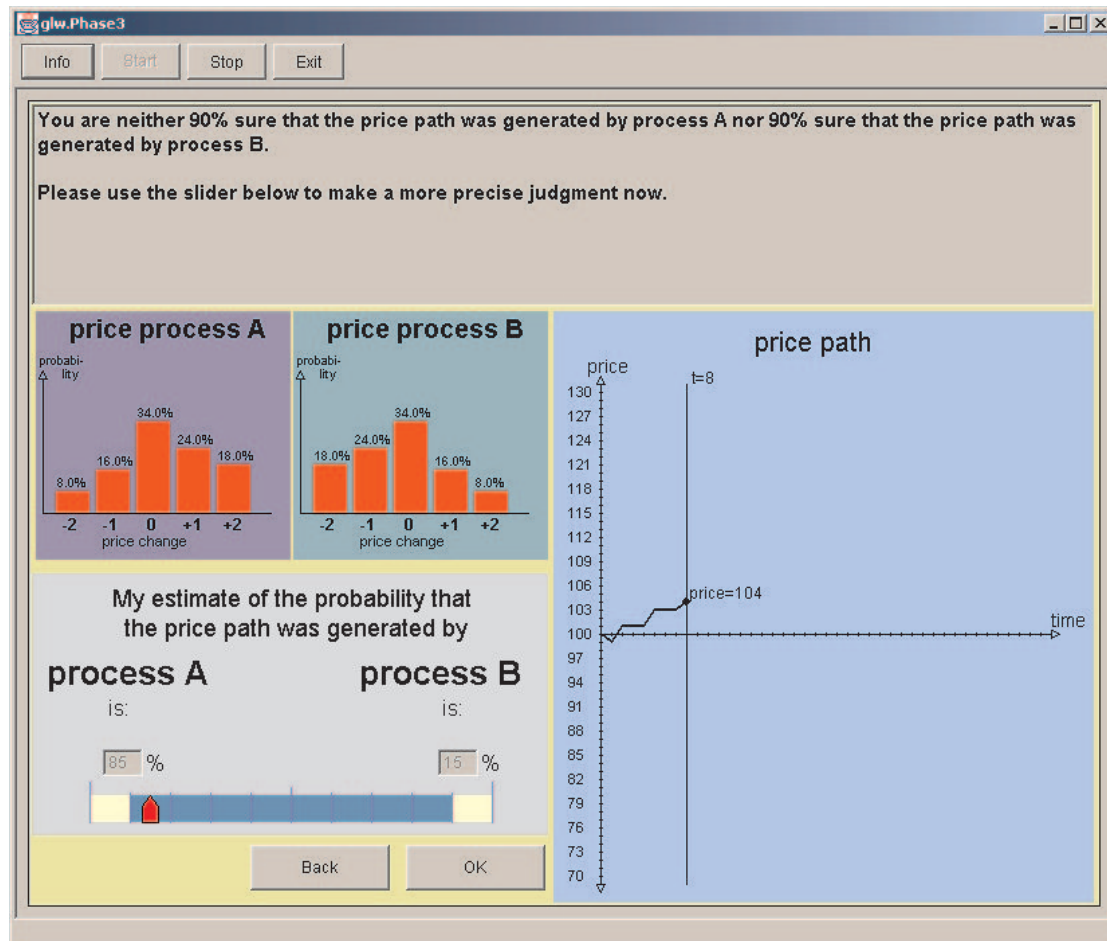 glw.Phase3
Info Start Stop Exit
You are neither 90% sure that the price path was generated by process A nor 90% sure that the price path was
generated by process B.
Please use the slider below to make a more precise judgment now.
price process A
probabi-
lity
34.0%
24.0%
16.0%
18.0%
8.0%
-2 -1 0 +1 +2
price change
price process B
probabi-
lity
34.0%
24.0%
18.0%
16.0%
8.0%
-2 -1 0 +1 +2
price change
price path
price
t=8
130
127
124
121
118
115
112
109
106
price=104
103
100
time
97
94
91
88
85
82
79
76
73
70
My estimate of the probability that
the price path was generated by
process A process B
is: is:
85 % 15 %
Back OK